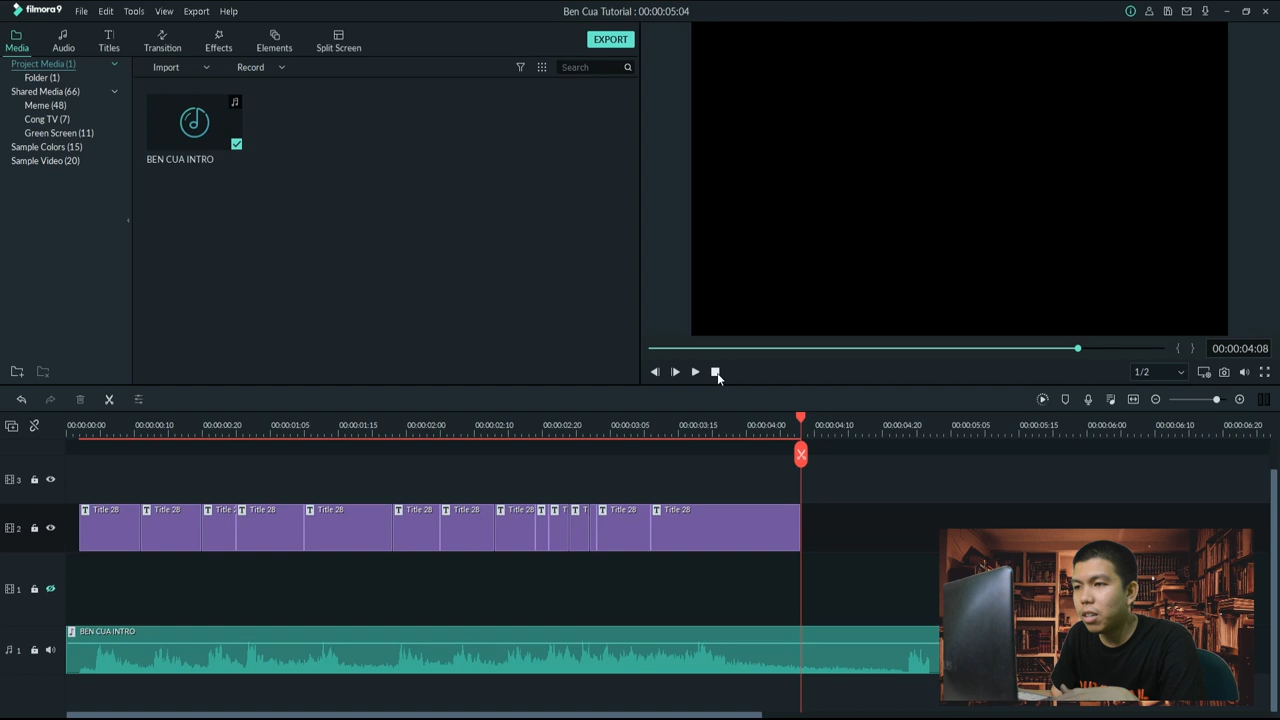 filmora9 File Edit Tools View Export Help Ben Cua Tutorial : 00:00:05:04
Media Audio Titles Transition Effects Elements Split Screen EXPORT
Project Media (1)
Folder (1)
Shared Media (66)
Meme (48)
Cong TV (7)
Green Screen (11)
Sample Colors (15)
Sample Video (20)
Import Record Search
BEN CUA INTRO
00:00:04:08
1/2
00:00:00:00 00:00:00:10 00:00:00:20 00:00:01:05 00:00:01:15 00:00:02:00 00:00:02:10 00:00:02:20 00:00:03:05 00:00:03:15 00:00:04:00 00:00:04:10 00:00:04:20 00:00:05:05 00:00:05:15 00:00:06:00 00:00:06:10 00:00:06:20
3
2 T Title 28 T Title 28 T Title T Title 28 T Title 28 T Title 28 T Title 28 T Title 28 T T T T T T Title 28 T Title 28
1
BEN CUA INTRO
1